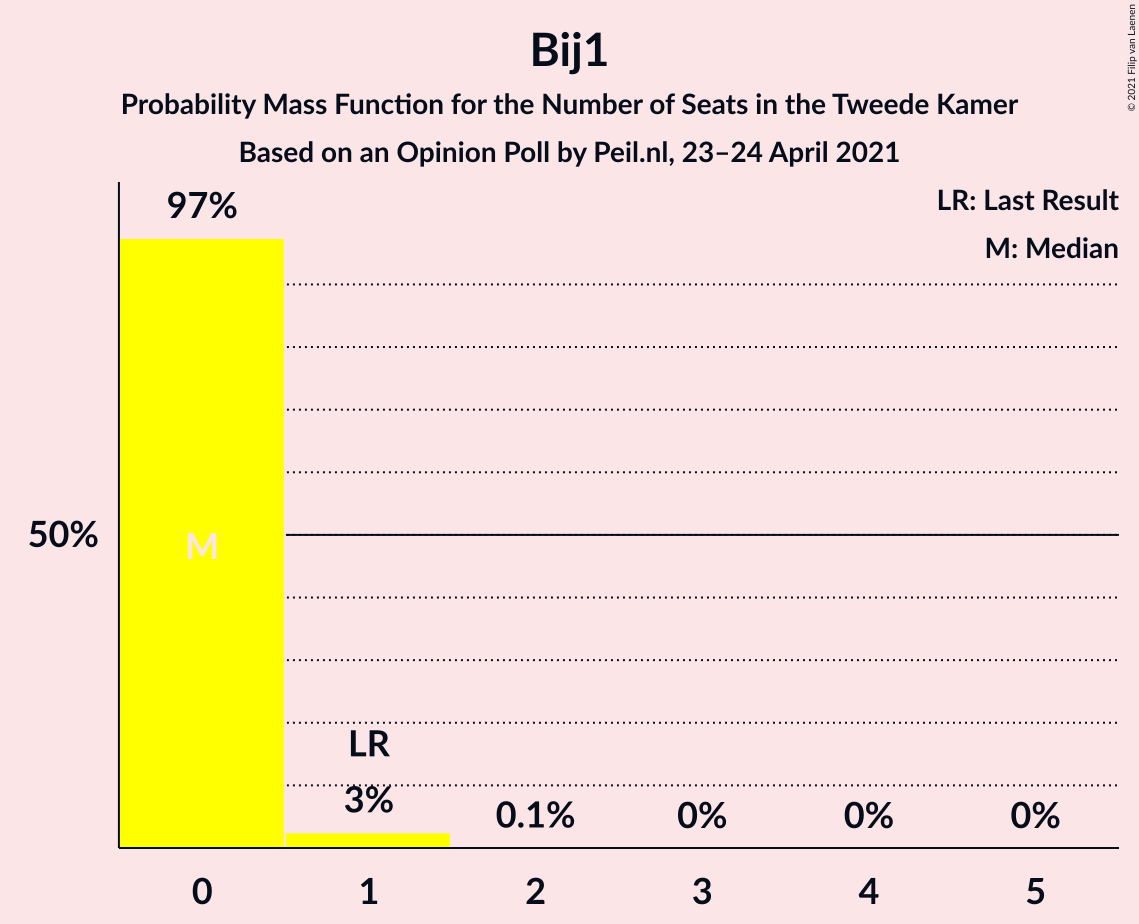 Bij1
Probability Mass Function for the Number of Seats in the Tweede Kamer
Based on an Opinion Poll by Peil.nl, 23–24 April 2021
© 2021 Filip van Laenen
LR: Last Result
M: Median
97%
50%
M
LR
3%
0.1%
0%
0%
0%
0
1
2
3
4
5